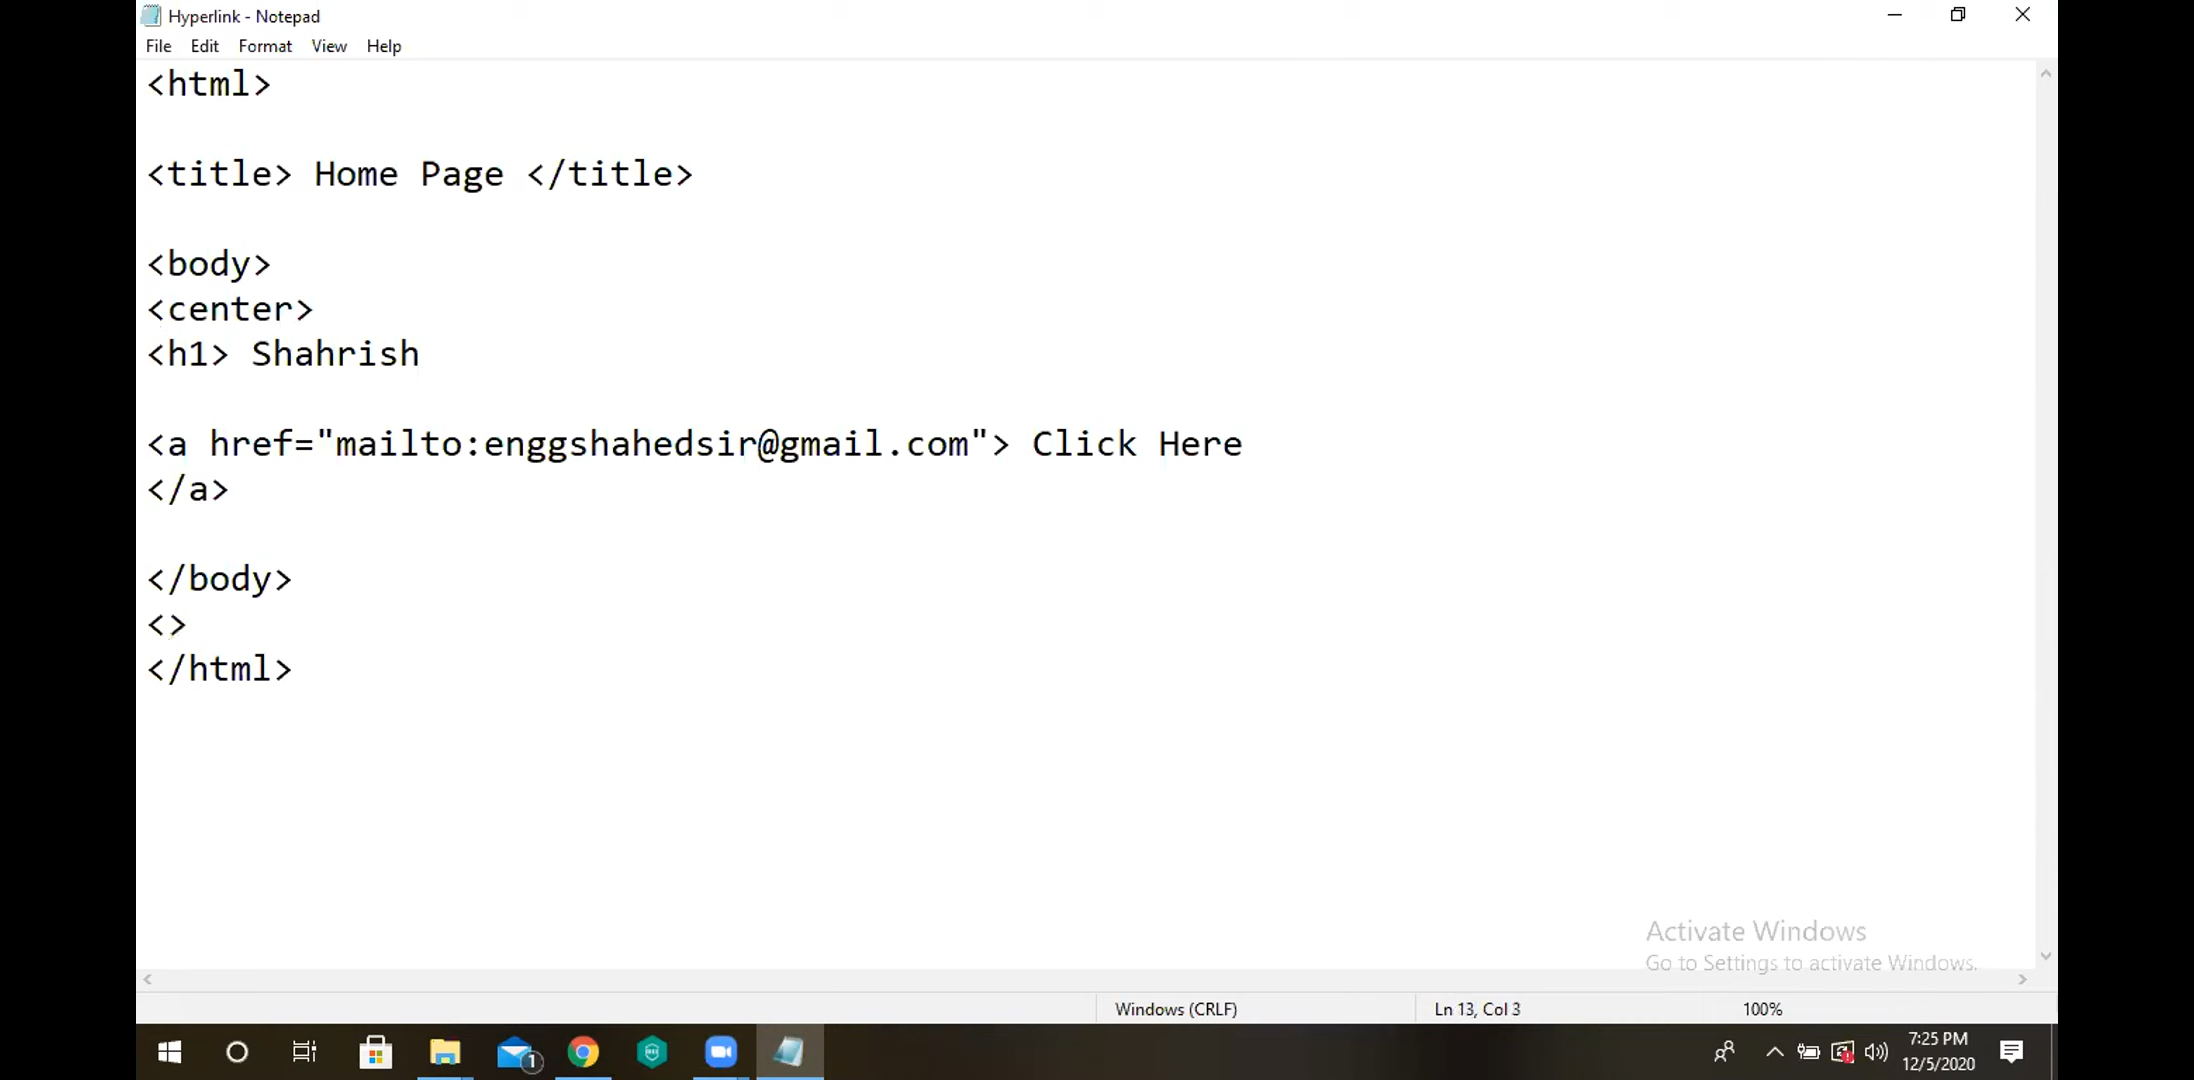 Hyperlink - Notepad
File Edit Format View Help
<html>
<title> Home Page </title>
<body>
<center>
<h1> Shahrish
<a href="mailto:enggshahedsir@gmail.com"> Click Here
</a>
</body>
<>
</html>
Activate Windows
Go to Settings to activate Windows.
Windows (CRLF) Ln 13, Col 3 100%
1
7:25 PM
12/5/2020